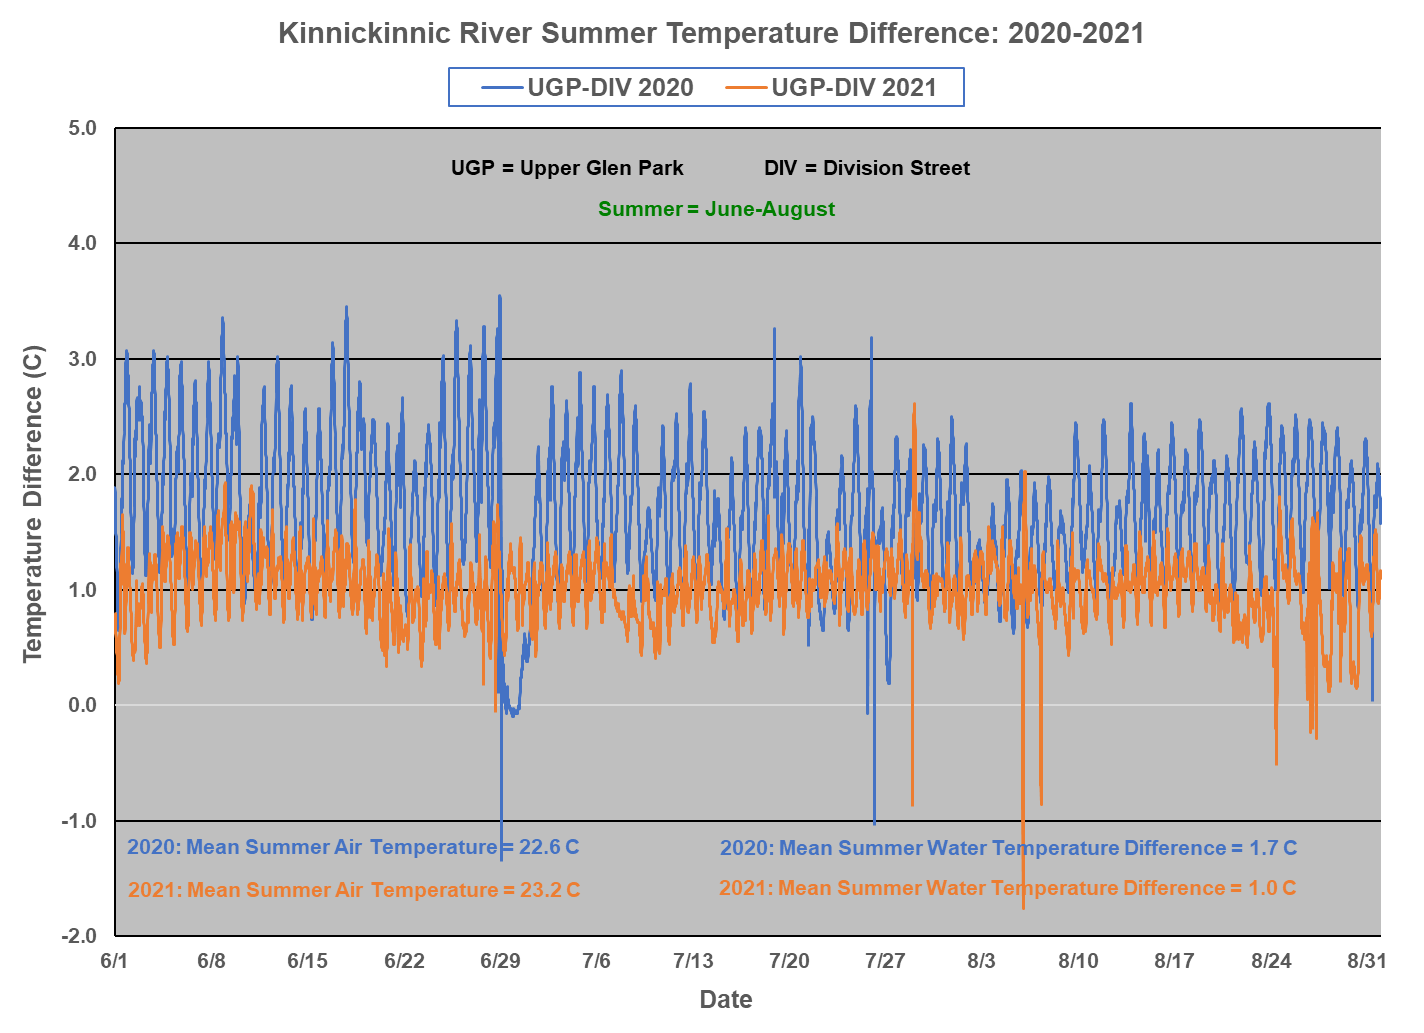 Kinnickinnic River Summer Temperature Difference: 2020-2021
UGP-DIV 2020 UGP-DIV 2021
5.0
UGP = Upper Glen Park DIV = Division Street
Summer = June-August
4.0
3.0
2.0
1.0
0.0
-1.0
-2.0
Temperature Difference (C)
2020: Mean Summer Air Temperature = 22.6 C
2020: Mean Summer Water Temperature Difference = 1.7 C
2021: Mean Summer Air Temperature = 23.2 C
2021: Mean Summer Water Temperature Difference = 1.0 C
6/1 6/8 6/15 6/22 6/29 7/6 7/13 7/20 7/27 8/3 8/10 8/17 8/24 8/31
Date